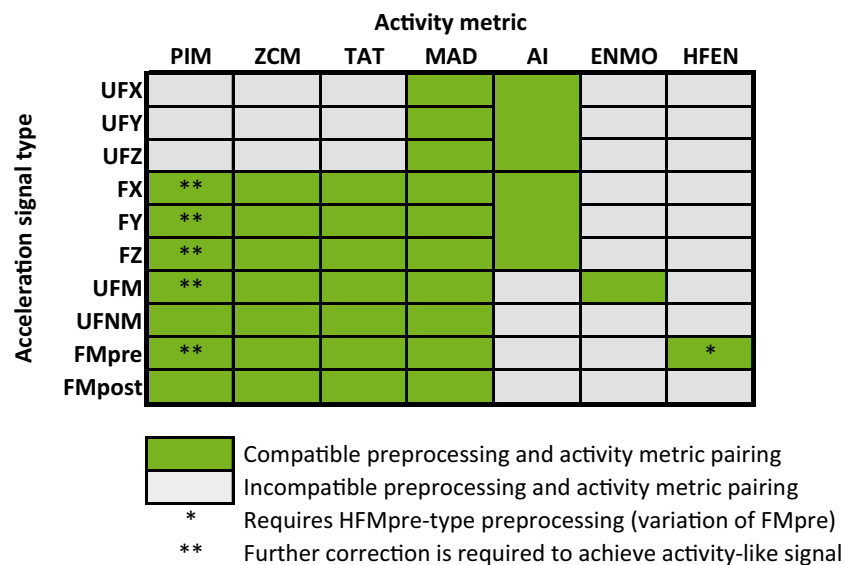 Activity metric
PIM ZCM TAT MAD AI ENMO HFEN
Acceleration signal type
UFX
UFY
UFZ
FX **
FY **
FZ **
UFM **
UFNM
FMpre ** *
FMpost
Compatible preprocessing and activity metric pairing
Incompatible preprocessing and activity metric pairing
* Requires HFMpre-type preprocessing (variation of FMpre)
** Further correction is required to achieve activity-like signal